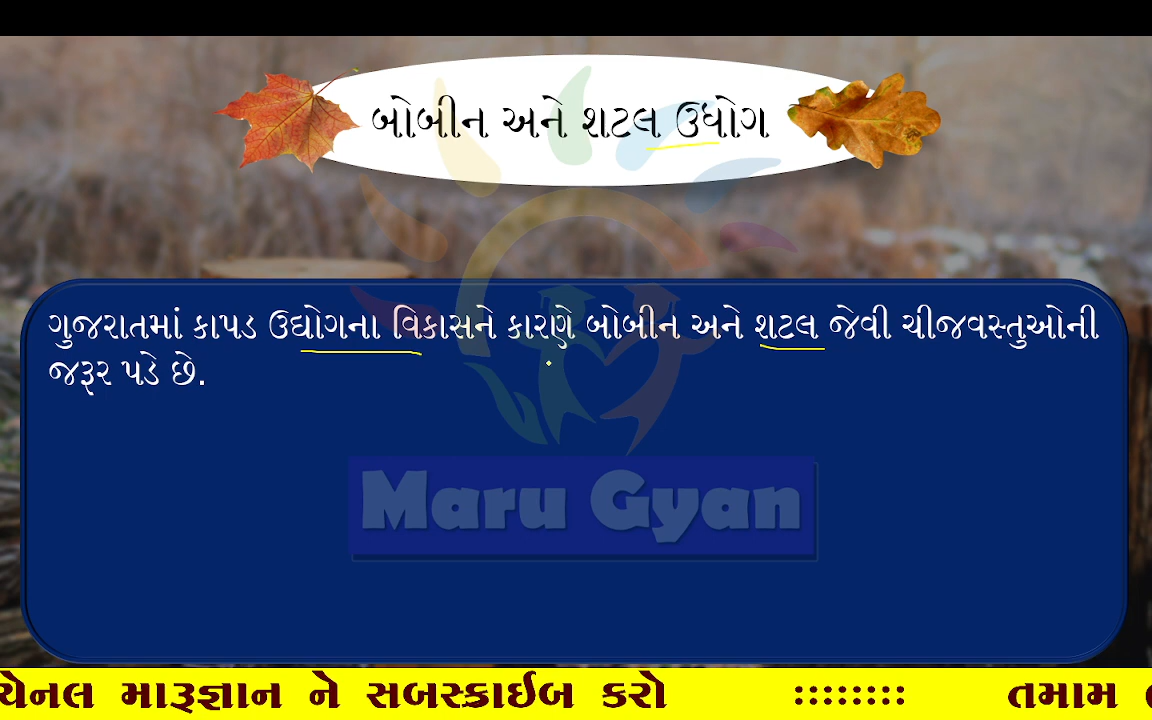 બોબીન અને શટલ ઉધોગ
ગુજરાતમાં કાપડ ઉદ્યોગના વિકાસને કારણે બોબીન અને શટલ જેવી ચીજવસ્તુઓની
જરૂર પડે છે.
Maru Gyan
ચેનલ મારૂજ્ઞાન ને સબસ્ક્રાઈબ કરો :::::::: તમામ